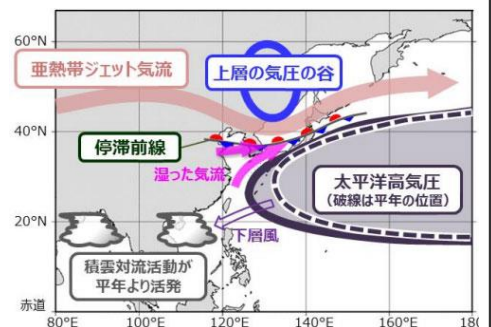 60°N
亜熱帯ジェット気流
上層の気圧の谷
40°N
停滞前線
湿った気流
太平洋高気圧
(破線は平年の位置)
20°N
下層風
積雲対流活動が
平年より活発
赤道
80°E
100°E
120°E
140°E
160°E
180